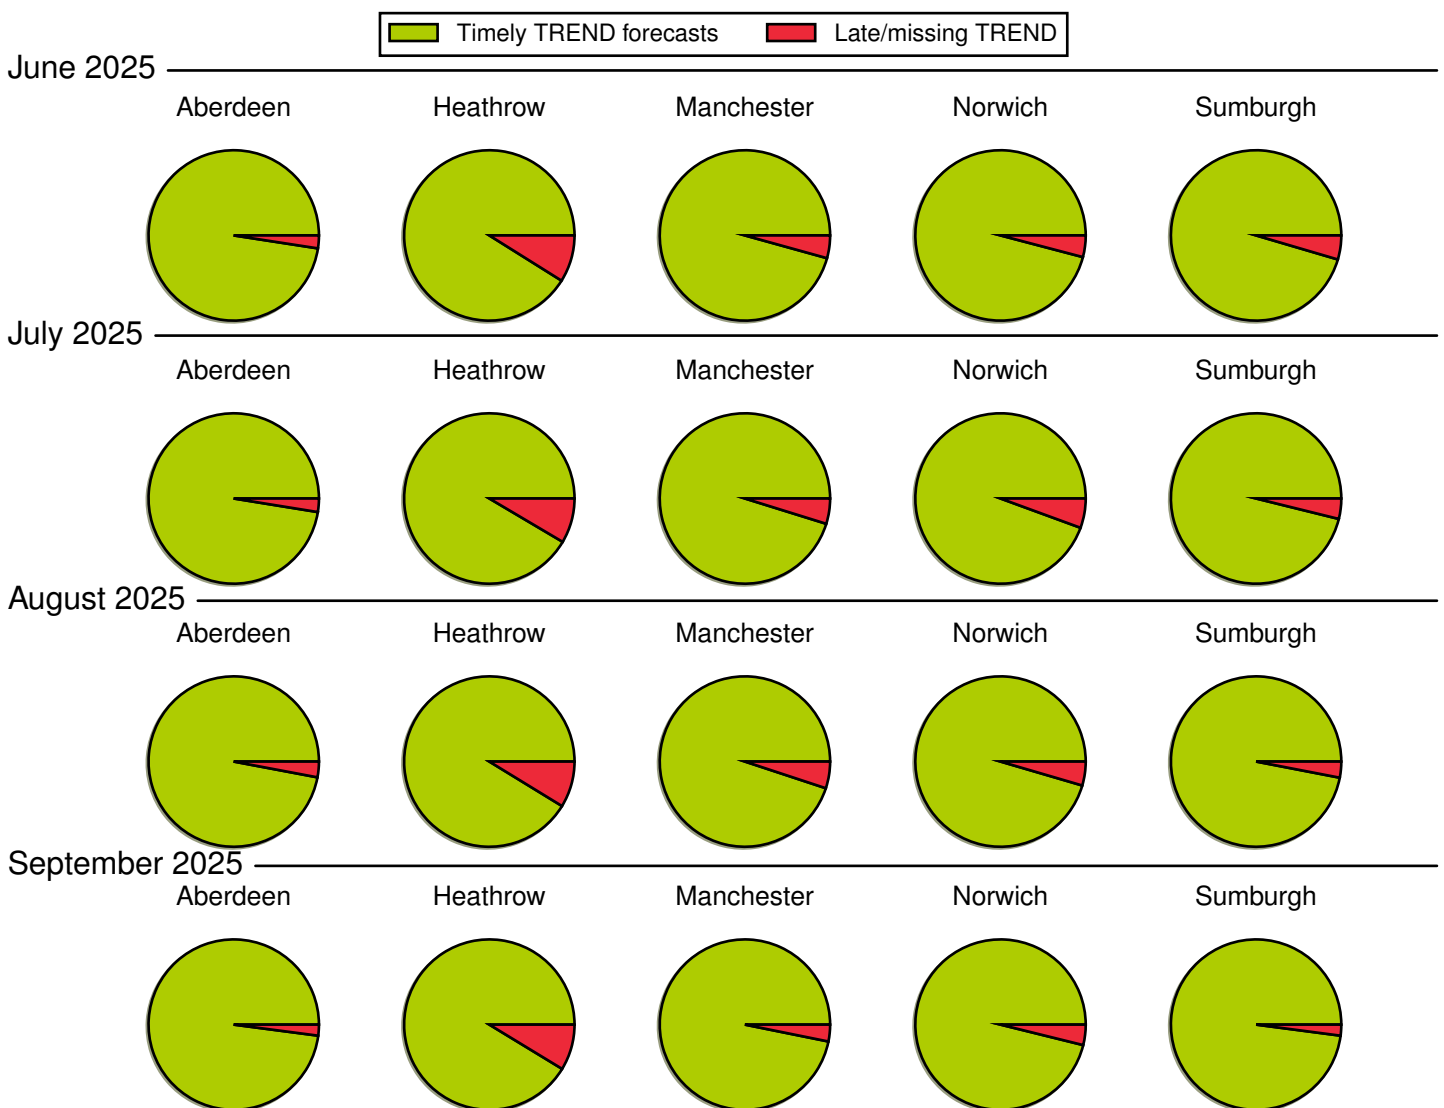 Timely TREND forecasts Late/missing TREND
June 2025
Aberdeen Heathrow Manchester Norwich Sumburgh
July 2025
Aberdeen Heathrow Manchester Norwich Sumburgh
August 2025
Aberdeen Heathrow Manchester Norwich Sumburgh
September 2025
Aberdeen Heathrow Manchester Norwich Sumburgh